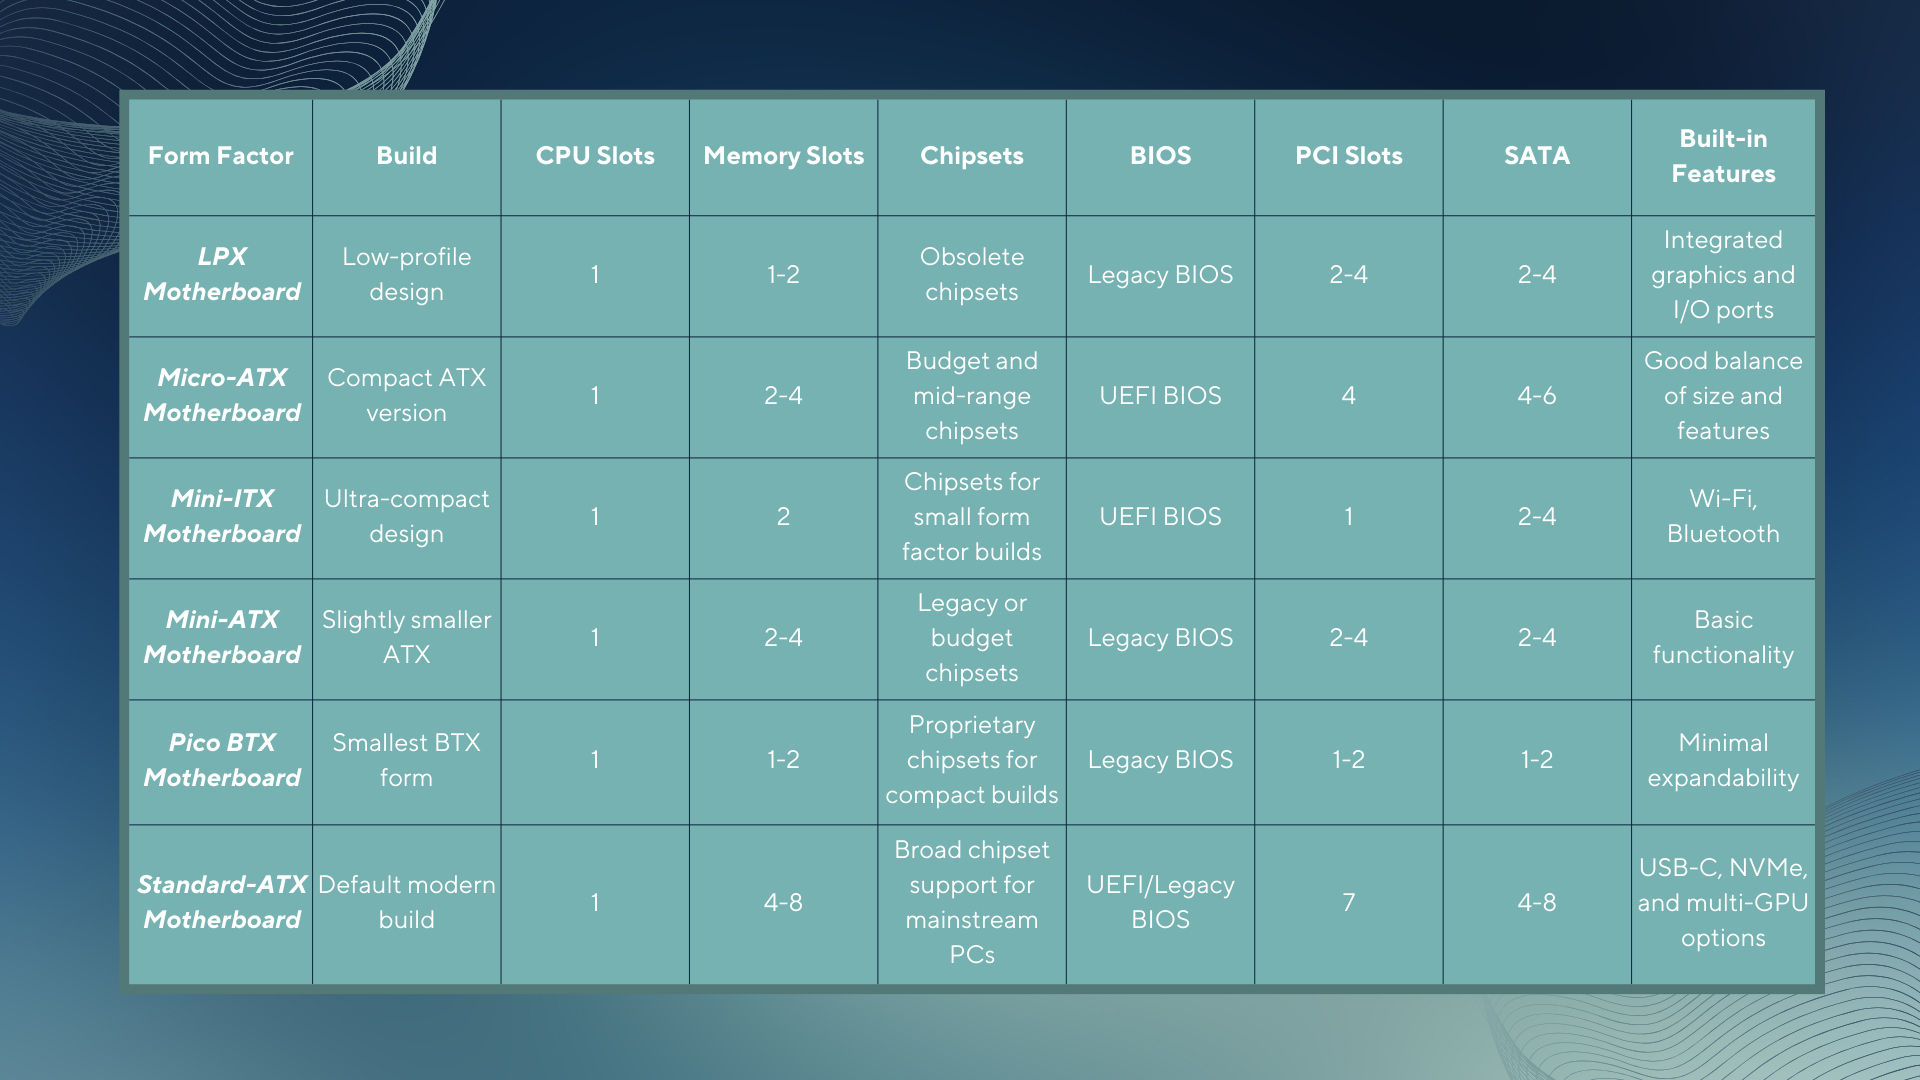 Form Factor
Build
CPU Slots
Memory Slots
Chipsets
BIOS
PCI Slots
SATA
Built-in
Features
LPX
Motherboard
Low-profile
design
1
1-2
Obsolete
chipsets
Legacy BIOS
2-4
2-4
Integrated
graphics and
I/O ports
Micro-ATX
Motherboard
Compact ATX
version
1
2-4
Budget and
mid-range
chipsets
UEFI BIOS
4
4-6
Good balance
of size and
features
Mini-ITX
Motherboard
Ultra-compact
design
1
2
Chipsets for
small form
factor builds
UEFI BIOS
1
2-4
Wi-Fi,
Bluetooth
Mini-ATX
Motherboard
Slightly smaller
ATX
1
2-4
Legacy or
budget
chipsets
Legacy BIOS
2-4
2-4
Basic
functionality
Pico BTX
Motherboard
Smallest BTX
form
1
1-2
Proprietary
chipsets for
compact builds
Legacy BIOS
1-2
1-2
Minimal
expandability
Standard-ATX
Motherboard
Default modern
build
1
4-8
Broad chipset
support for
mainstream
PCs
UEFI/Legacy
BIOS
7
4-8
USB-C, NVMe,
and multi-GPU
options